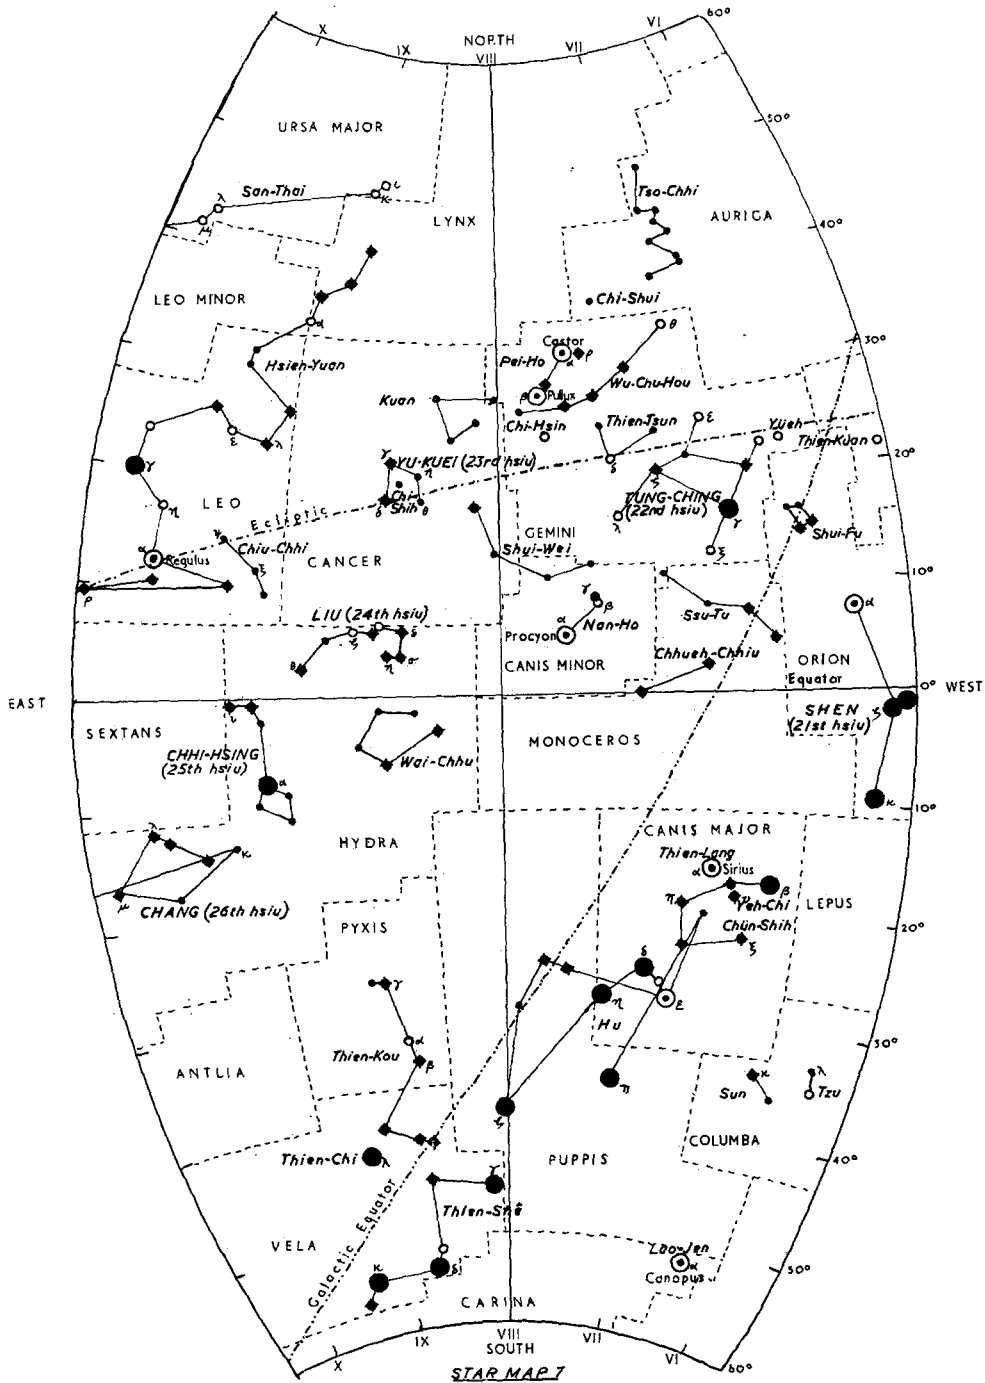 60°
X
IX
NORTH
VIII
VII
VI
50°
URSA MAJOR
λ
San-Thai
ι
κ
μ
Tso-Chhi
LYNX
AURIGA
40°
LEO MINOR
Chi-Shui
α
θ
Castor
30°
Hsien-Yuan
Pei-Ho
α
ρ
Wu-Chu-Hou
Kuan
β
Pollux
Chi-Hsin
Thien-Tsun
ε
Yüeh
Thien-Kuan
ε
λ
γ
γ
YU-KUEI (23rd hsiu)
δ
20°
LEO
η
Chi-
Shih
η
δ
θ
TUNG-CHING
(22nd hsiu)
λ
γ
Ecliptic
GEMINI
ξ
Shui-Fu
α
Regulus
Chiu-Chhi
ξ
CANCER
Shui-Wei
10°
ρ
LIU (24th hsiu)
γ
β
Nan-Ho
Ssu-Tu
α
α
Procyon
ζ
δ
η
σ
θ
CANIS MINOR
Chhueh-Chhiu
ORION
Equator
EAST
0°
WEST
SEXTANS
ι
MONOCEROS
SHEN
(21st hsiu)
ζ
CHHI-HSING
(25th hsiu)
Wai-Chhu
α
κ
10°
λ
HYDRA
CANIS MAJOR
κ
Thien-Lang
α
Sirius
β
μ
CHANG (26th hsiu)
π
Yeh-Chi
LEPUS
PYXIS
Chün-Shih
20°
δ
ξ
γ
η
ε
Hu
α
30°
Thien-Kou
β
ANTLIA
π
κ
λ
Sun
Tzu
ζ
COLUMBA
Thien-Chi
λ
PUPPIS
40°
γ
Thien-Shê
Galactic Equator
VELA
Lao-Jen
α
Canopus
κ
δ
50°
CARINA
X
IX
VIII
SOUTH
VII
VI
60°
STAR MAP 7